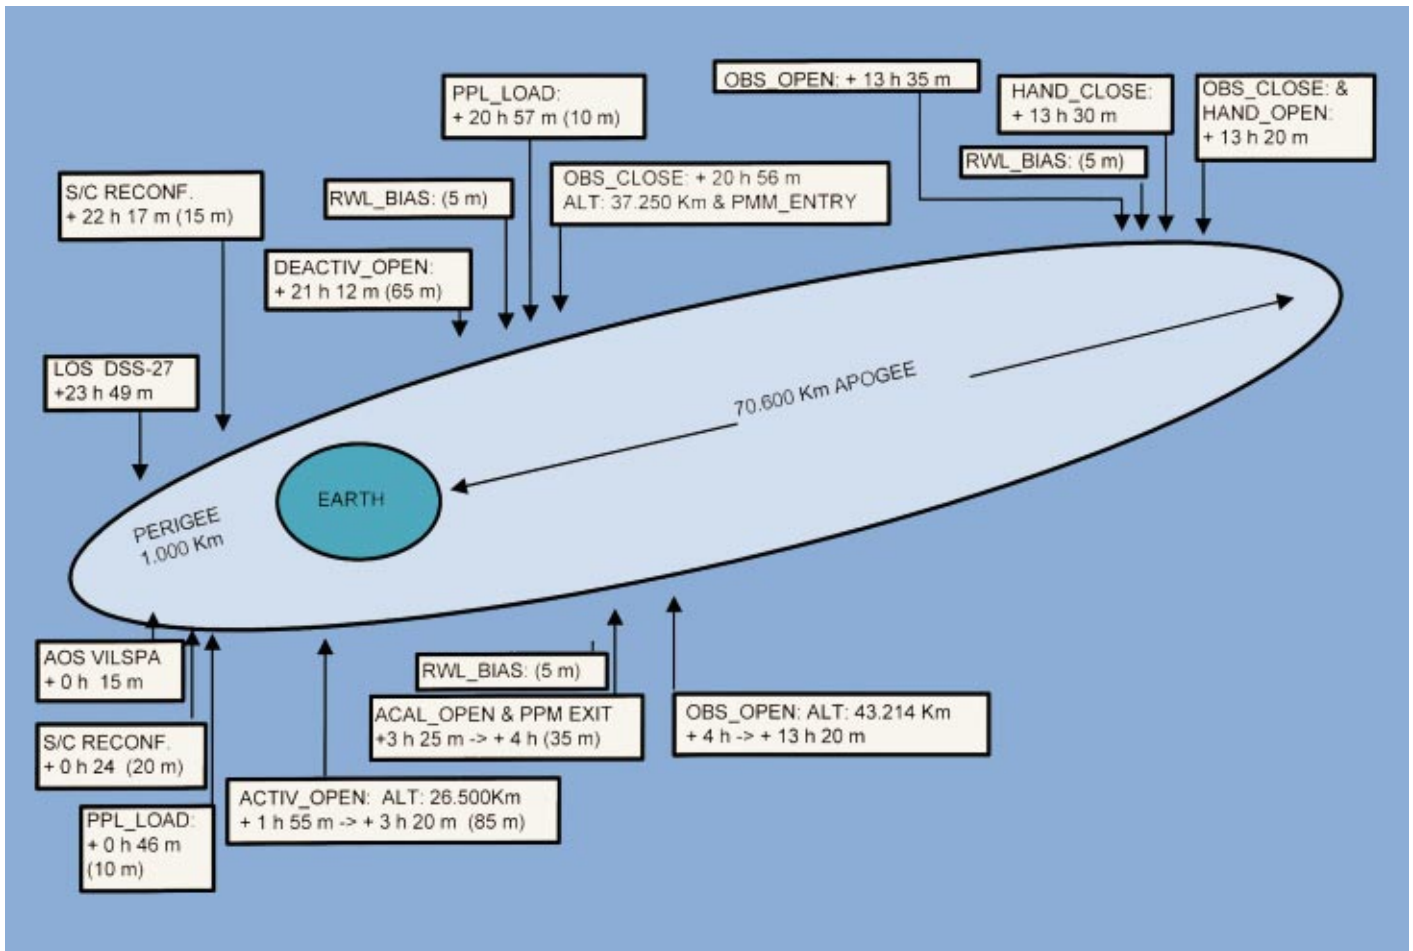 PPL_LOAD:
+ 20 h 57 m (10 m)
OBS_OPEN: + 13 h 35 m
HAND_CLOSE:
+ 13 h 30 m
OBS_CLOSE: &
HAND_OPEN:
+ 13 h 20 m
RWL_BIAS: (5 m)
S/C RECONF.
+ 22 h 17 m (15 m)
RWL_BIAS: (5 m)
OBS_CLOSE: + 20 h 56 m
ALT: 37.250 Km & PMM_ENTRY
DEACTIV_OPEN:
+ 21 h 12 m (65 m)
LOS DSS-27
+23 h 49 m
70.600 Km APOGEE
EARTH
PERIGEE
1.000 Km
AOS VILSPA
+ 0 h 15 m
RWL_BIAS: (5 m)
ACAL_OPEN & PPM EXIT
+3 h 25 m -> + 4 h (35 m)
OBS_OPEN: ALT: 43.214 Km
+ 4 h -> + 13 h 20 m
S/C RECONF.
+ 0 h 24 (20 m)
ACTIV_OPEN: ALT: 26.500Km
+ 1 h 55 m -> + 3 h 20 m (85 m)
PPL_LOAD:
+ 0 h 46 m
(10 m)